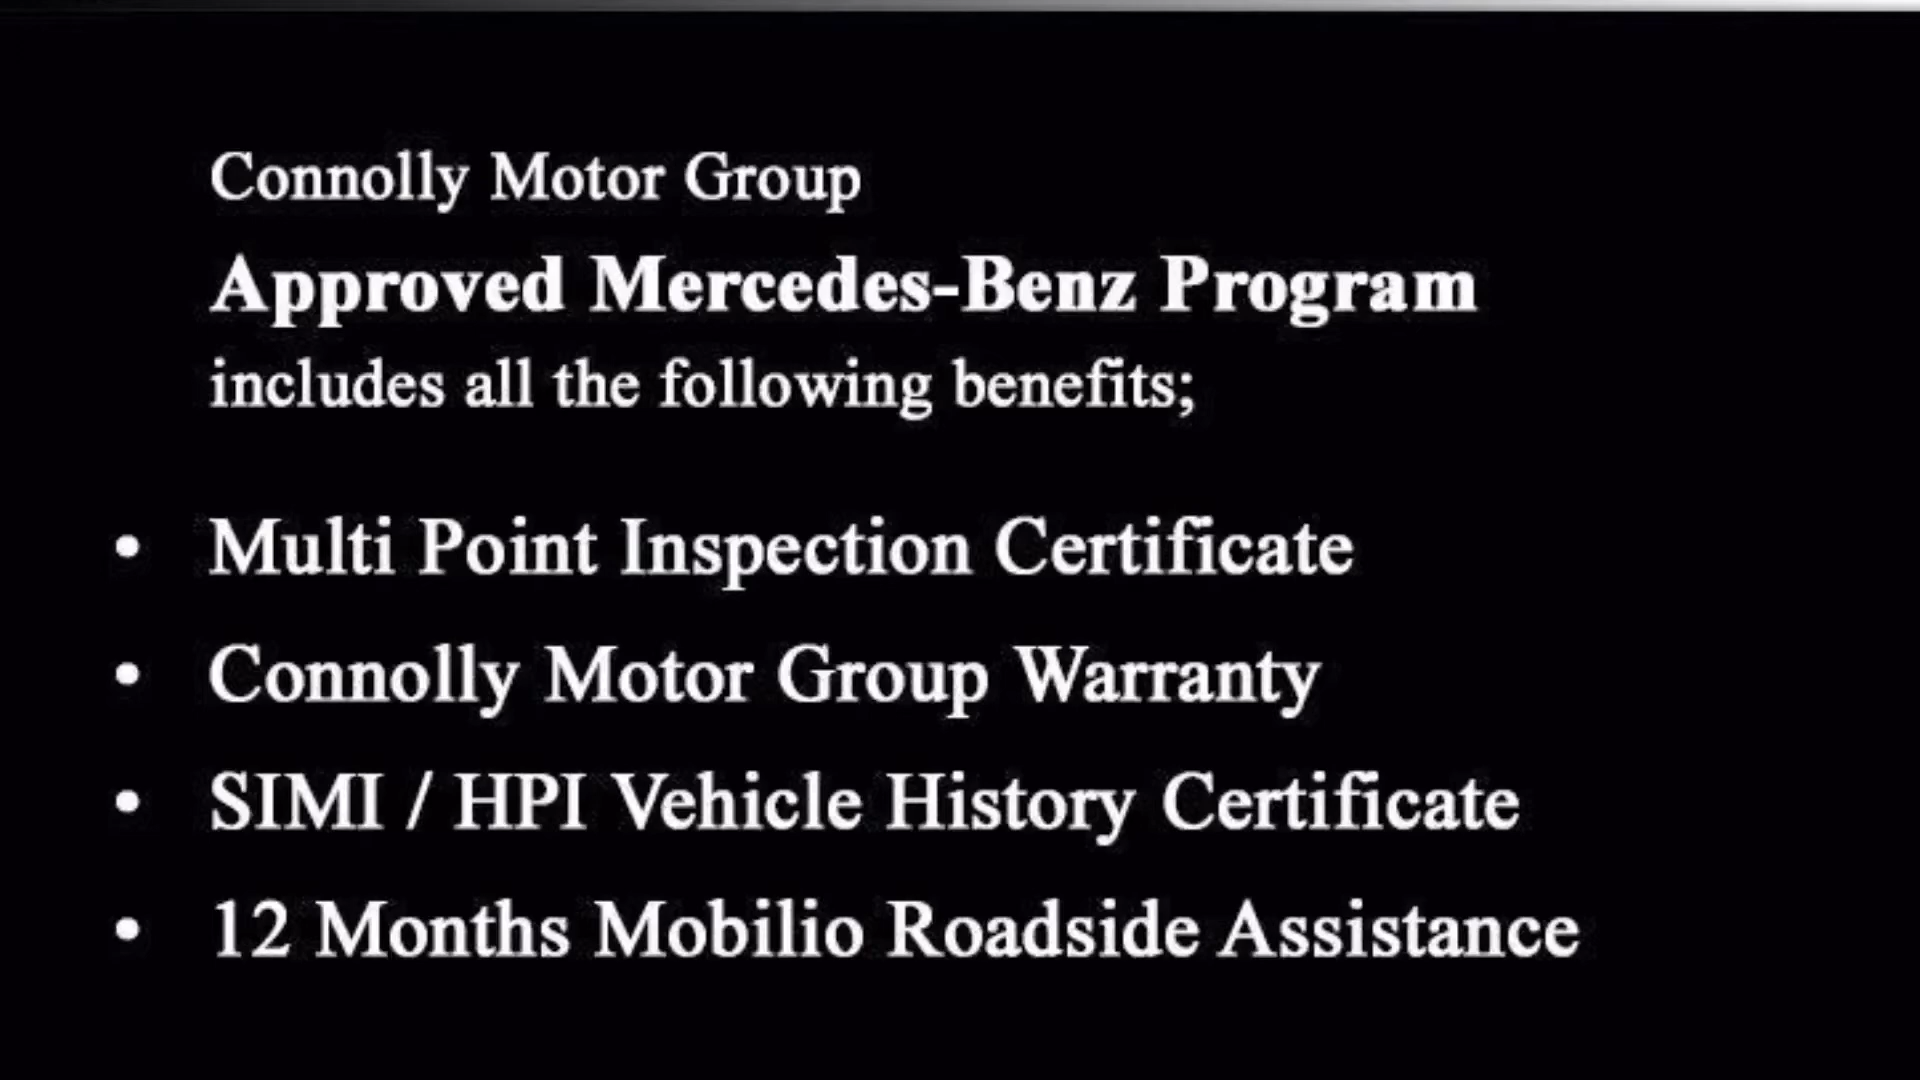 Connolly Motor Group
Approved Mercedes-Benz Program
includes all the following benefits;
• Multi Point Inspection Certificate
• Connolly Motor Group Warranty
• SIMI / HPI Vehicle History Certificate
• 12 Months Mobilio Roadside Assistance